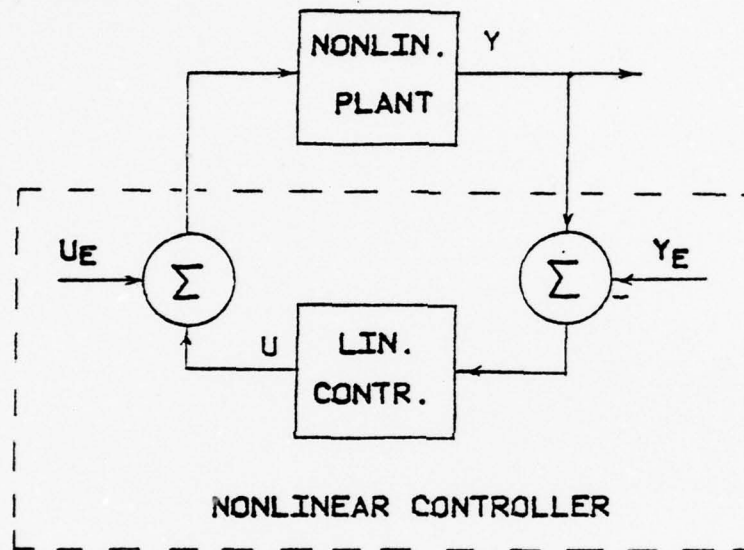 NONLIN.
Y
PLANT
UE
Σ
Σ
YE
-
U
LIN.
CONTR.
NONLINEAR CONTROLLER